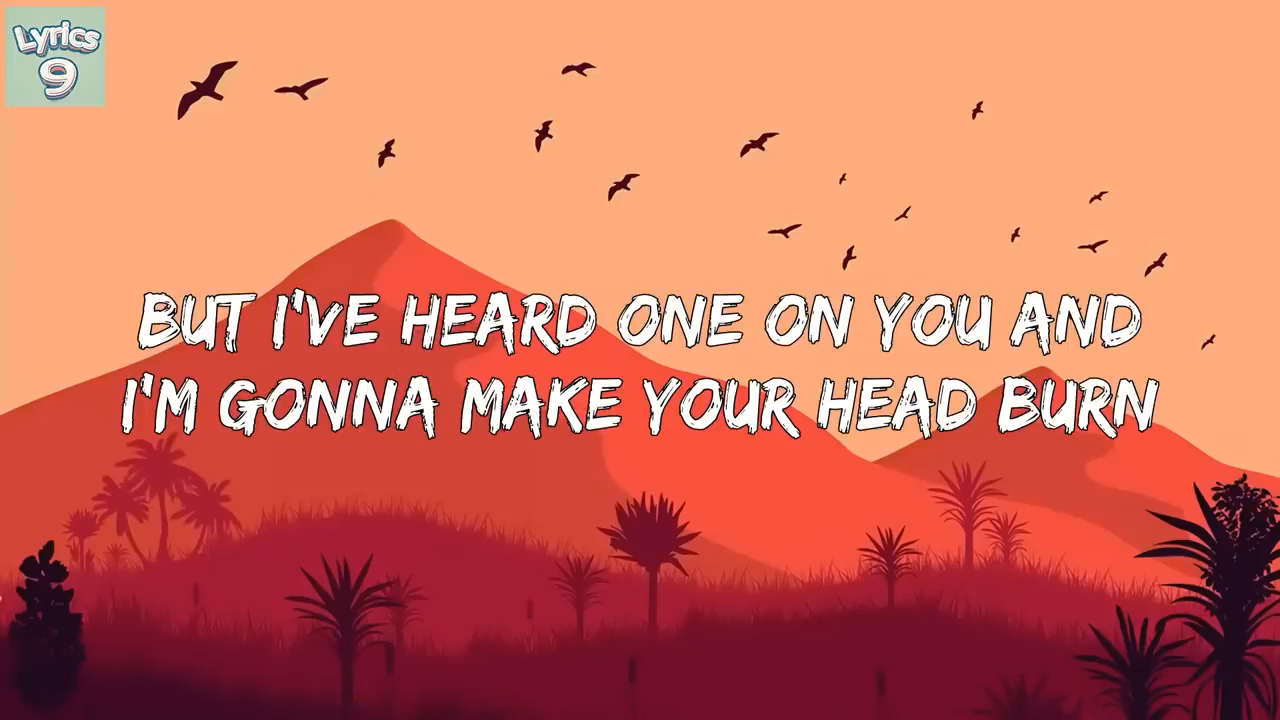 Lyrics
9
BUT I'VE HEARD ONE ON YOU AND
I'M GONNA MAKE YOUR HEAD BURN